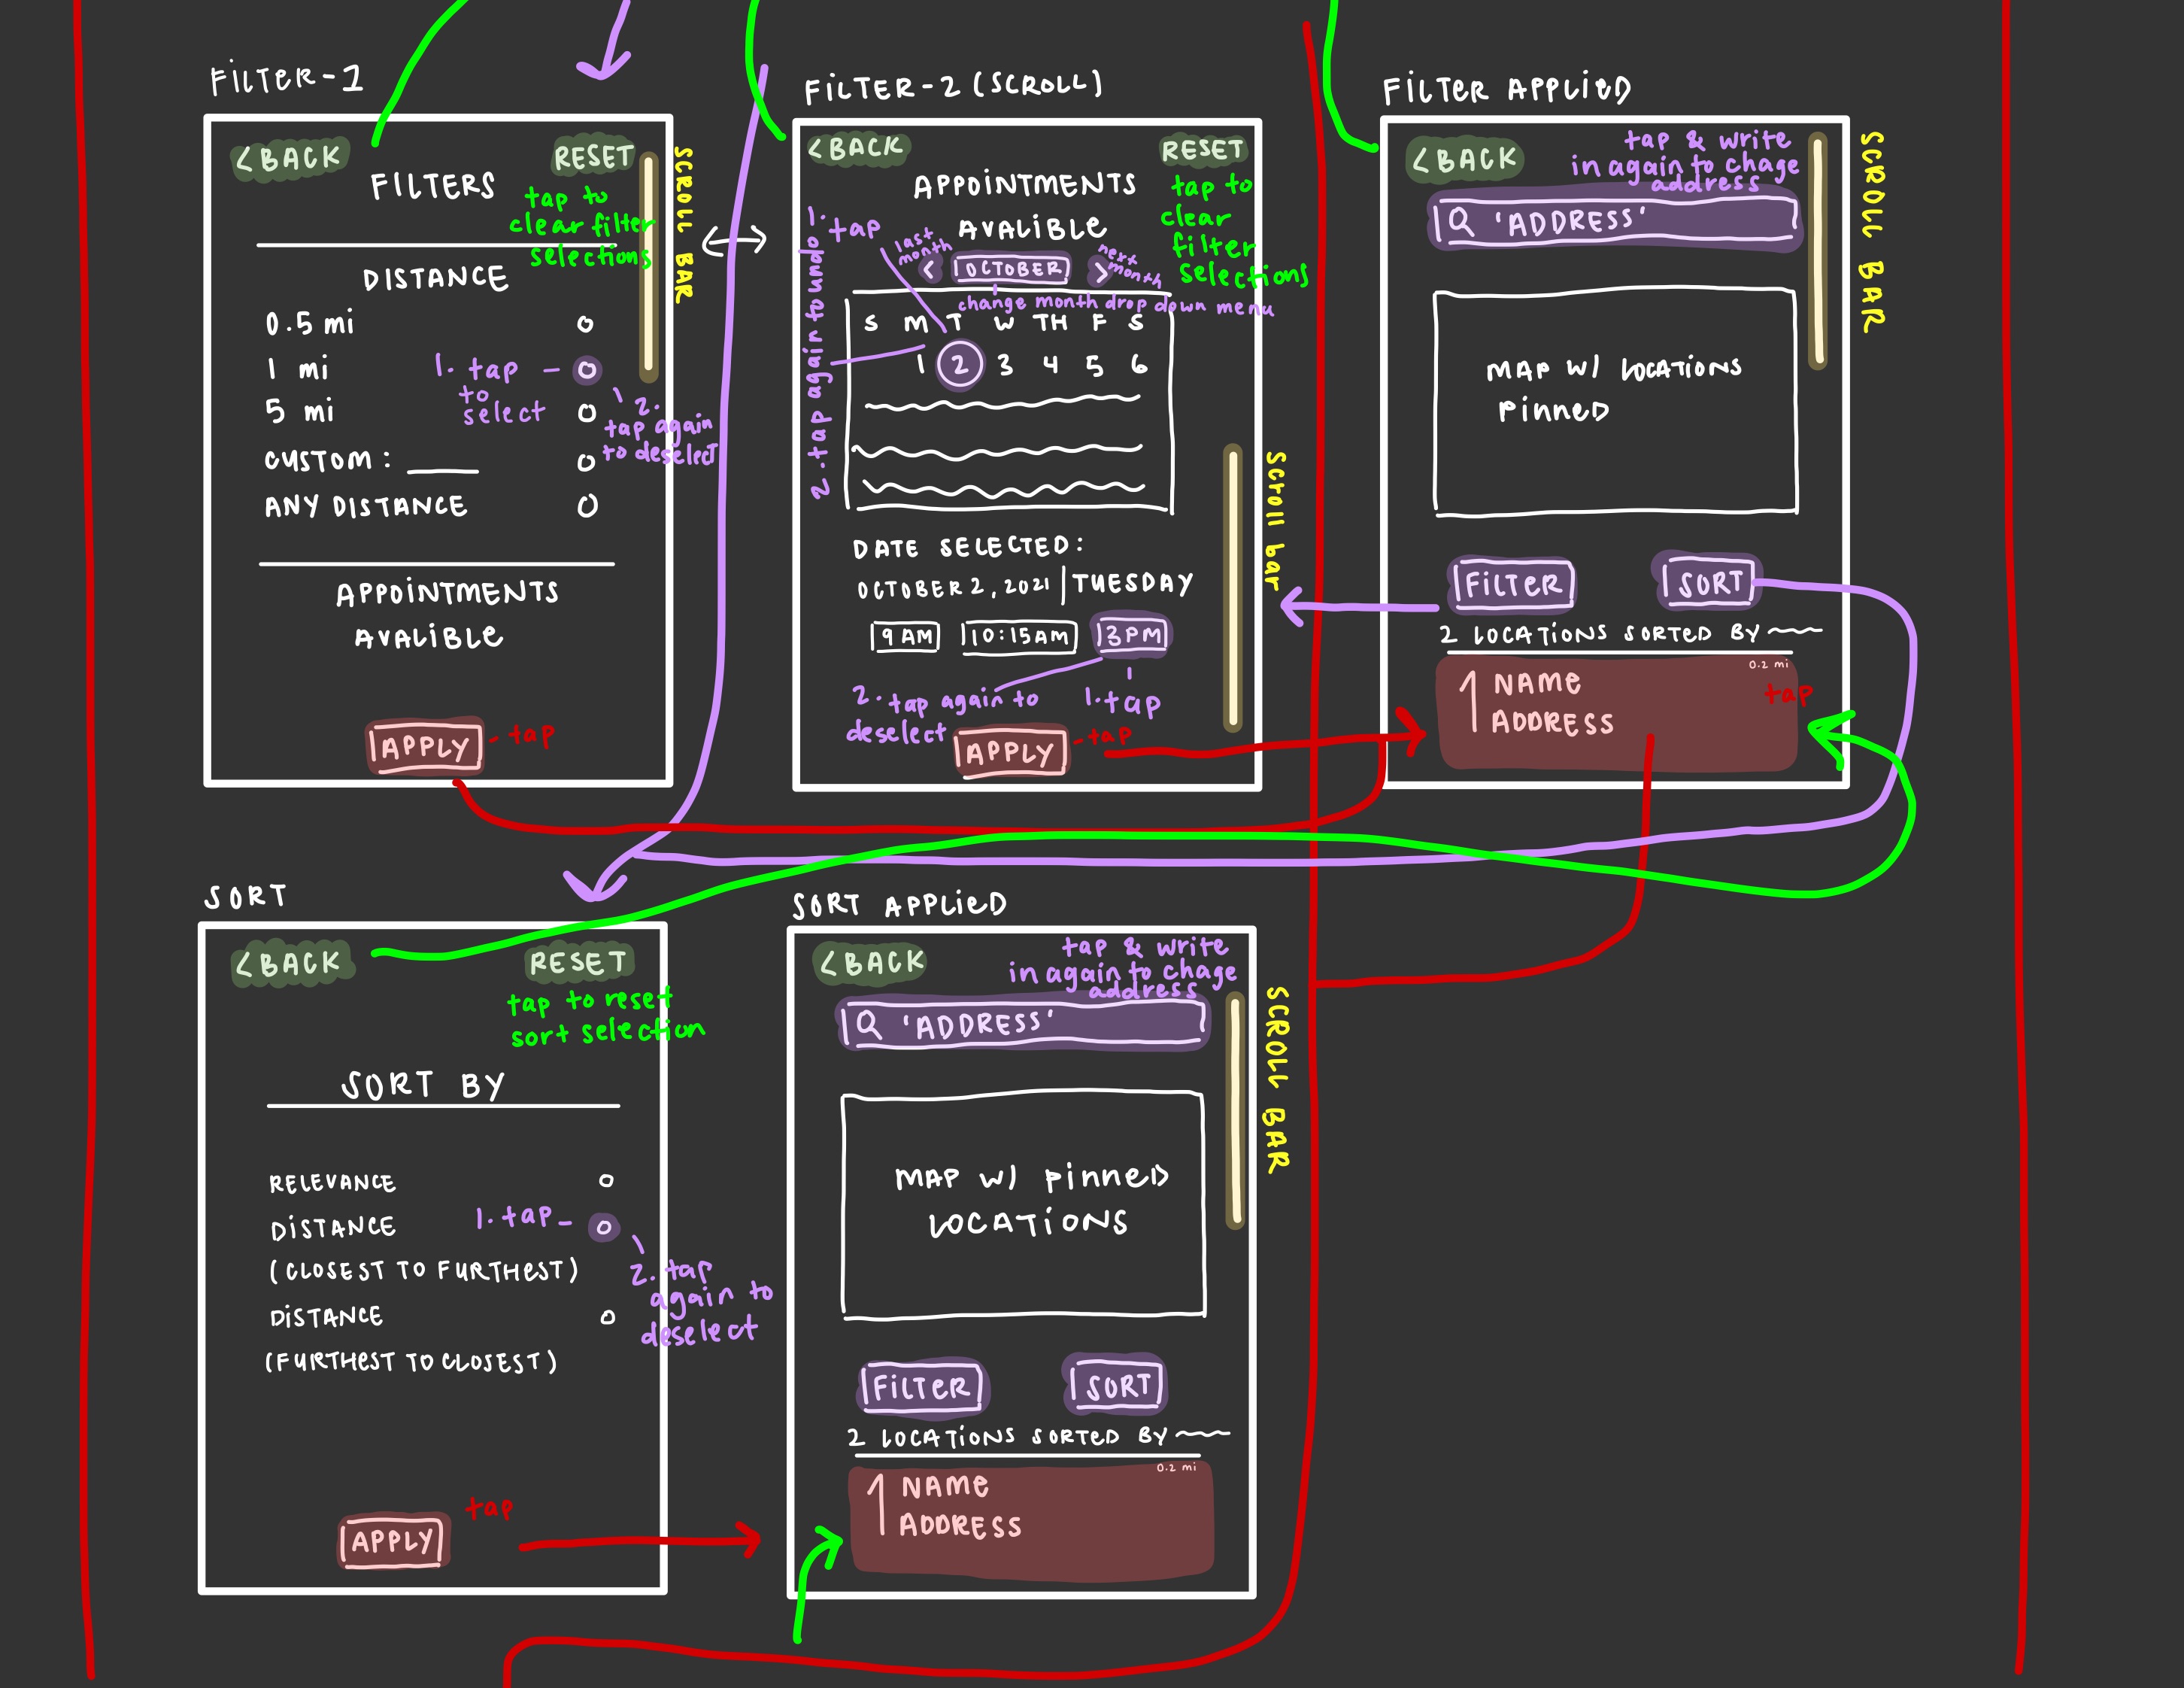 FILTER-1
< BACK
RESET
FILTERS
tap to
clear filter
selections
SCROLL BAR
DISTANCE
0.5 mi
1 mi
1. tap
to
select
5 mi
2.
tap again
to deselect
CUSTOM: ______
ANY DISTANCE
APPOINTMENTS
AVALIBLE
APPLY
- tap
FILTER-2 (SCROLL)
< BACK
RESET
APPOINTMENTS
AVALIBLE
tap to
clear
filter
selections
1. tap
2. tap again to undo
last
month
< OCTOBER >
next
month
change month drop down menu
S M T W TH F S
1 2 3 4 5 6
DATE SELECTED:
OCTOBER 2, 2021 | TUESDAY
9 AM 10:15AM 3PM
2. tap again to
deselect
1. tap
scroll bar
APPLY
- tap
FILTER APPLIED
< BACK
tap & write
in again to chage
address
'ADDRESS'
SCROLL BAR
MAP W/ LOCATIONS
PINNED
FILTER
SORT
2 LOCATIONS SORTED BY
0.2 mi
1 NAME
ADDRESS
tap
SORT
< BACK
RESET
tap to reset
sort selection
SORT BY
RELEVANCE
DISTANCE
1. tap
(CLOSEST TO FURTHEST)
2. tap
again to
deselect
DISTANCE
(FURTHEST TO CLOSEST)
APPLY
tap
SORT APPLIED
< BACK
tap & write
in again to chage
address
'ADDRESS'
SCROLL BAR
MAP W/ PINNED
LOCATIONS
FILTER
SORT
2 LOCATIONS SORTED BY
0.2 mi
1 NAME
ADDRESS